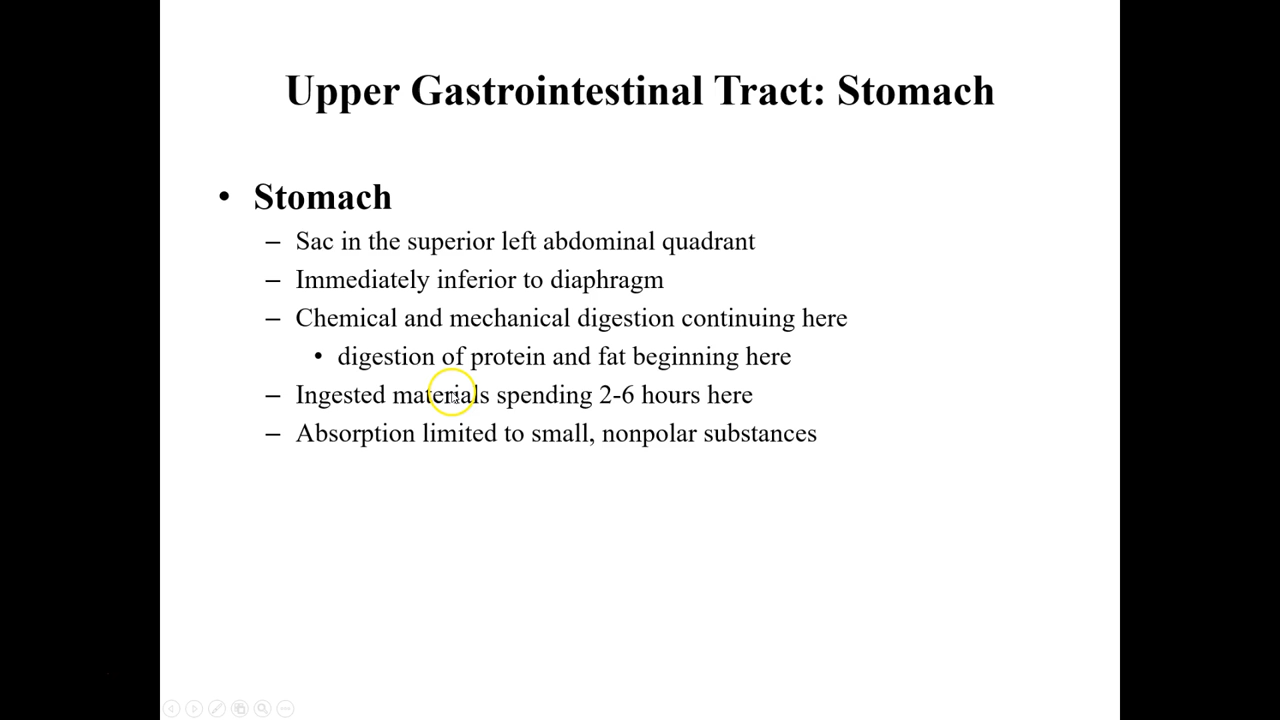 Upper Gastrointestinal Tract: Stomach
• Stomach
– Sac in the superior left abdominal quadrant
– Immediately inferior to diaphragm
– Chemical and mechanical digestion continuing here
• digestion of protein and fat beginning here
– Ingested materials spending 2-6 hours here
– Absorption limited to small, nonpolar substances